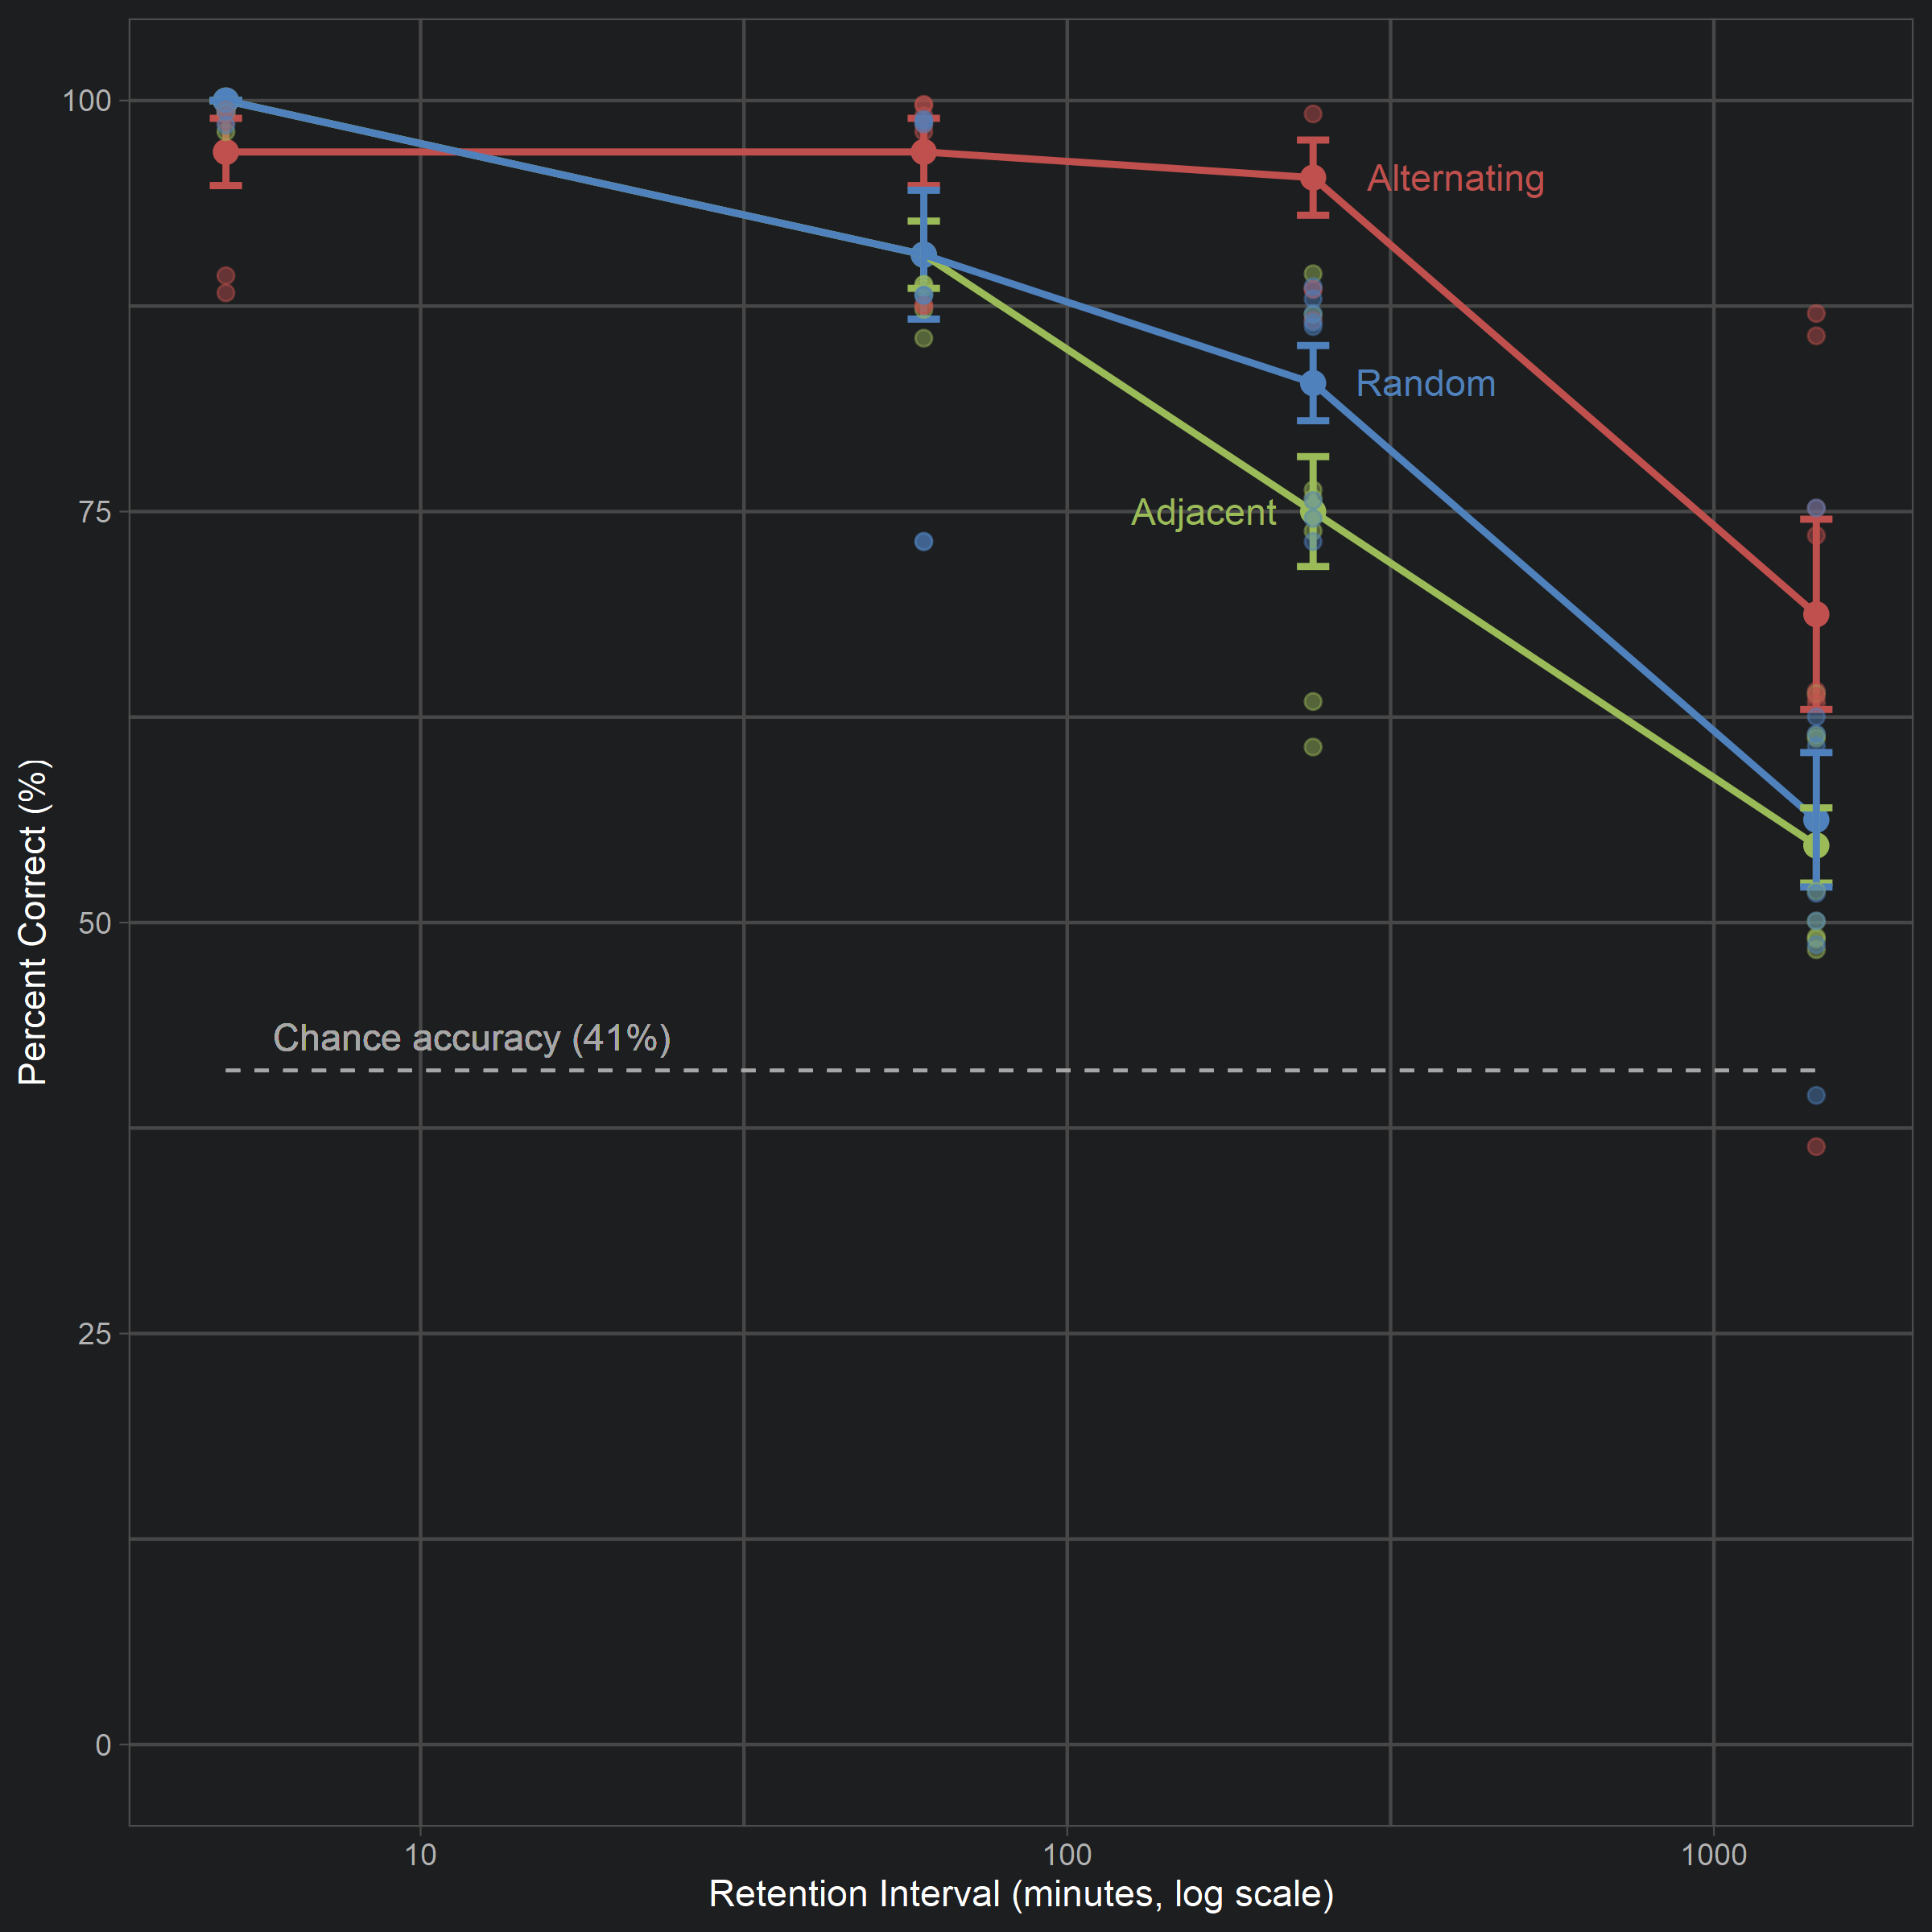 100
Alternating
Random
75
Adjacent
Percent Correct (%)
50
Chance accuracy (41%)
25
0
10
100
1000
Retention Interval (minutes, log scale)